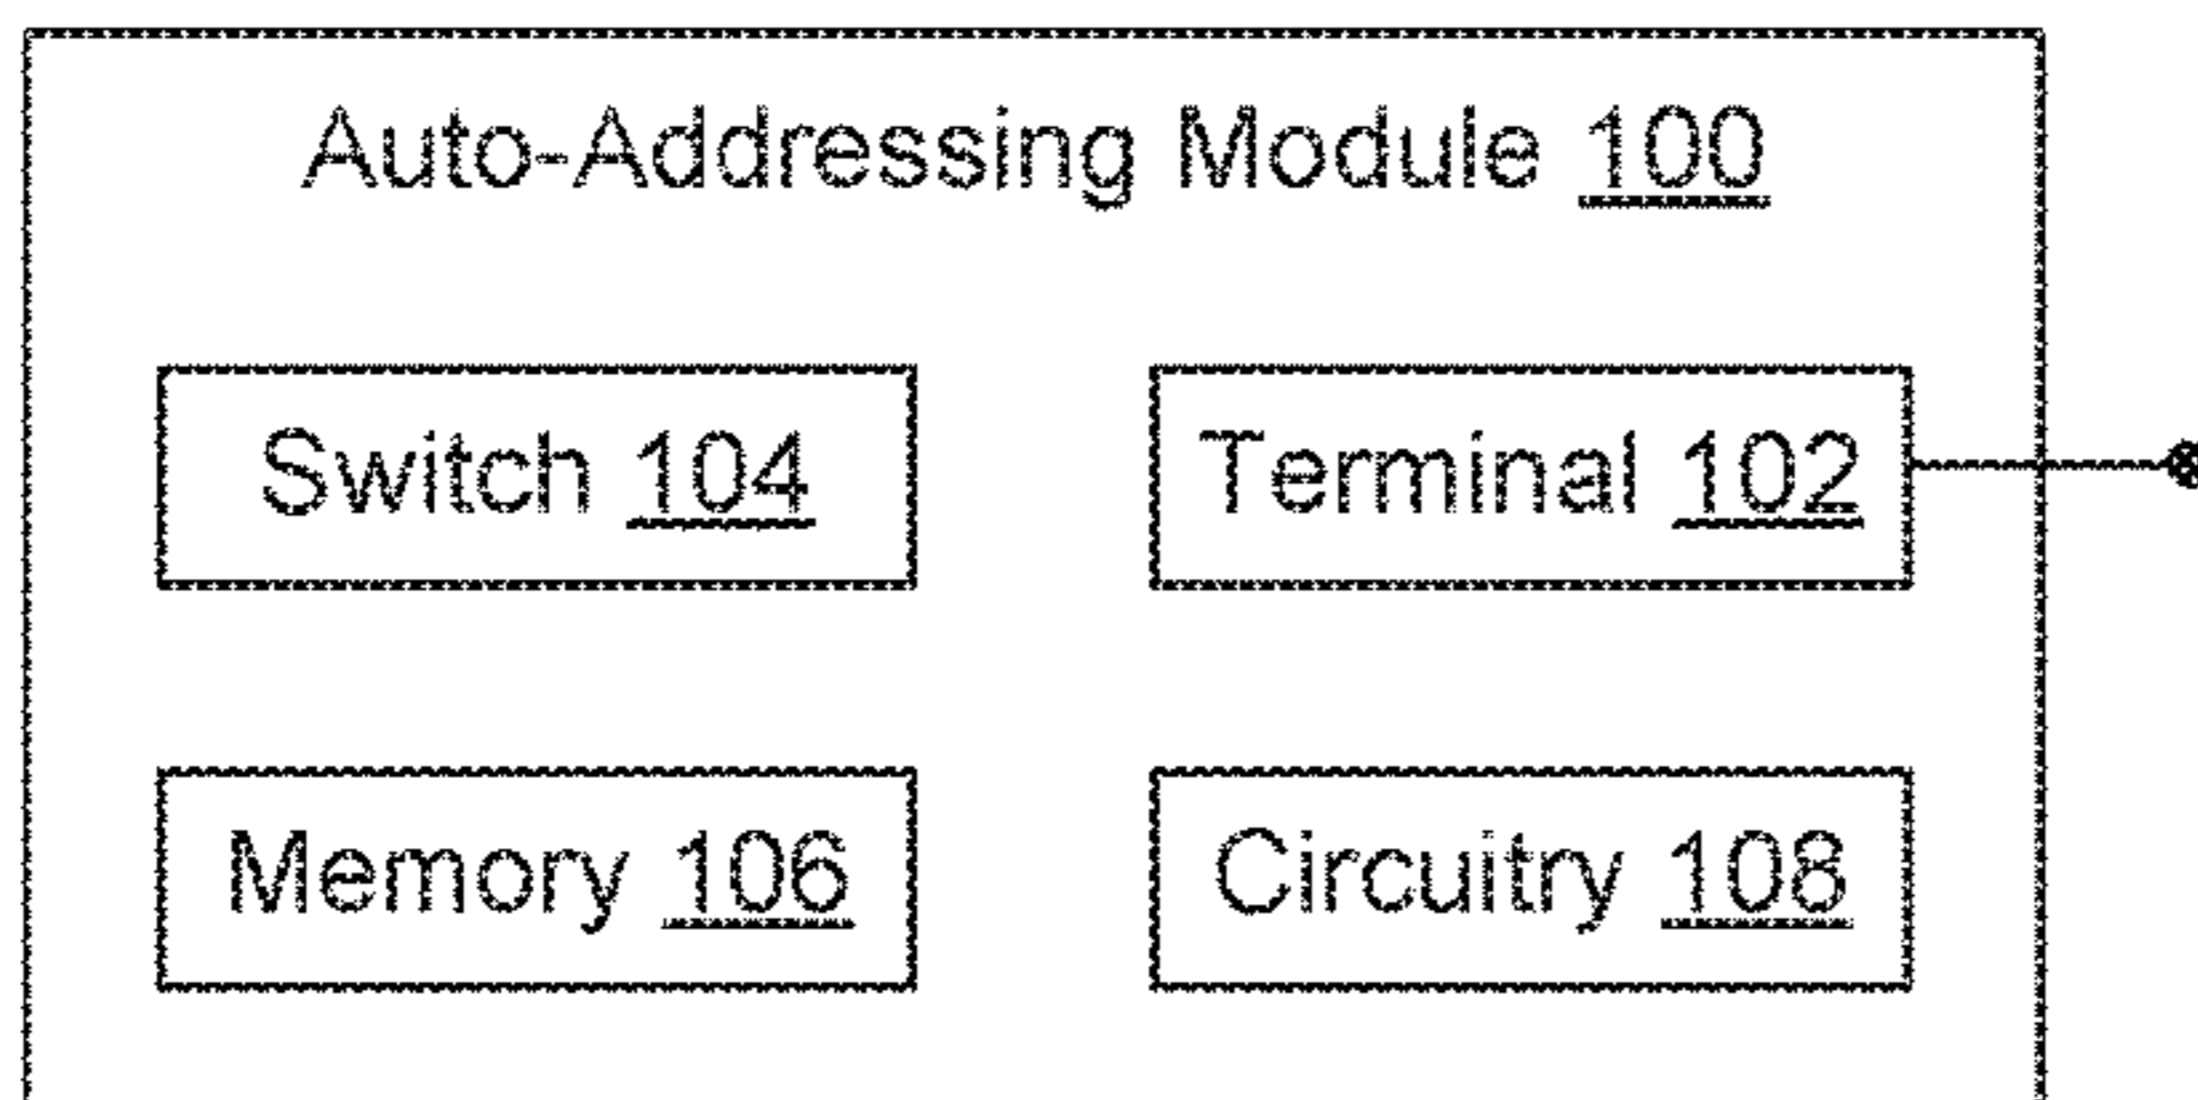 Auto-Addressing Module 100
Switch 104
Terminal 102
Memory 106
Circuitry 108